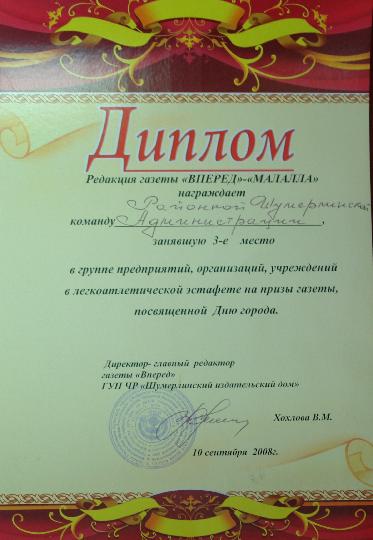 Диплом
Редакция газеты «ВПЕРЕД»-«МАЛАЛЛА»
награждает
Районной Шумерлинской
команду Администрации,
занявшую 3-е место
в группе предприятий, организаций, учреждений
в легкоатлетической эстафете на призы газеты,
посвященной Дню города.
Директор- главный редактор
газеты «Вперед»
ГУП ЧР «Шумерлинский издательский дом»
Хохлова В.М.
10 сентября 2008г.